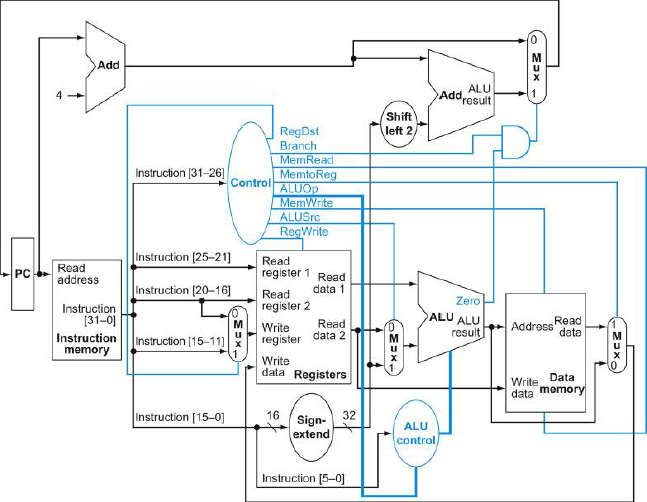 Add
4
Add
ALU
result
0
M
u
x
1
Shift
left 2
RegDst
Branch
MemRead
MemtoReg
ALUOp
MemWrite
ALUSrc
RegWrite
Control
Instruction [31–26]
Instruction [25–21]
Instruction [20–16]
Instruction [15–11]
Instruction [15–0]
PC
Read
address
Instruction
[31–0]
Instruction
memory
0
M
u
x
1
Read
register 1
Read
register 2
Write
register
Write
data
Read
data 1
Read
data 2
Registers
0
M
u
x
1
Zero
ALU
ALU
result
Address
Read
data
Write
data
Data
memory
1
M
u
x
0
16
Sign-
extend
32
ALU
control
Instruction [5–0]